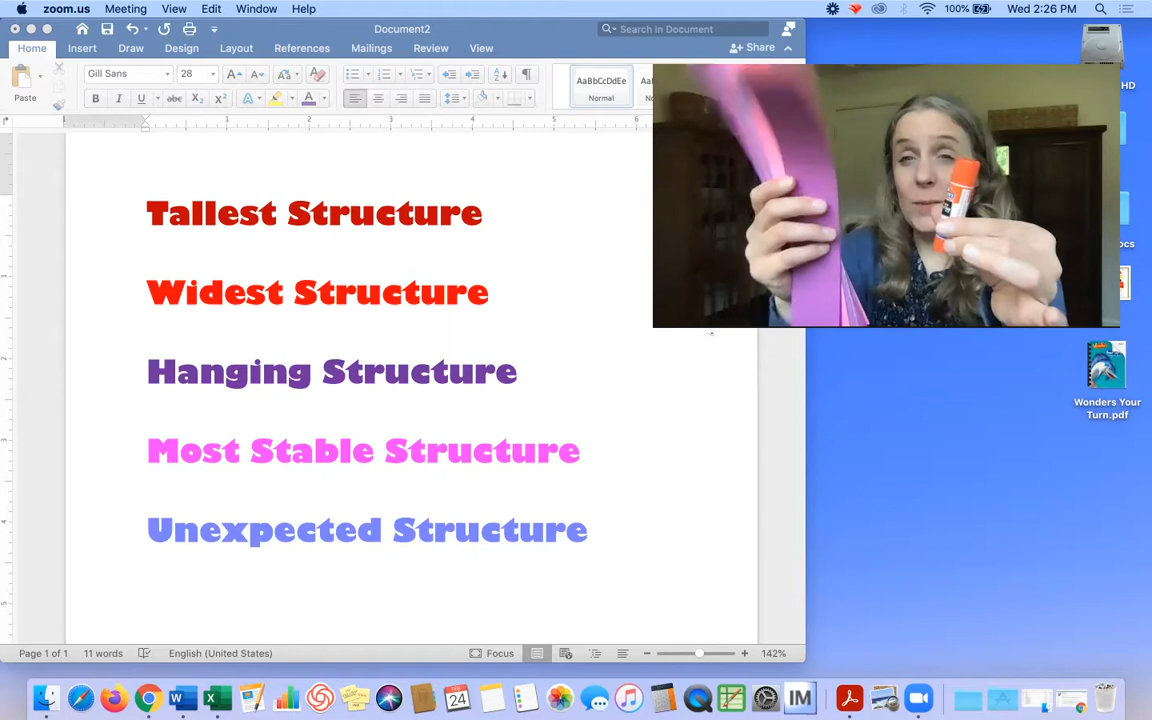 zoom.us Meeting View Edit Window Help 100% Wed 2:26 PM
Document2
Search in Document
Home Insert Draw Design Layout References Mailings Review View Share
Paste
Gill Sans 28
AaBbCcDdEe
Normal
HD
Tallest Structure
Widest Structure
Hanging Structure
Most Stable Structure
Unexpected Structure
ocs
Wonders Your
Turn.pdf
Page 1 of 1 11 words English (United States) Focus 142%
FEB
24
IM